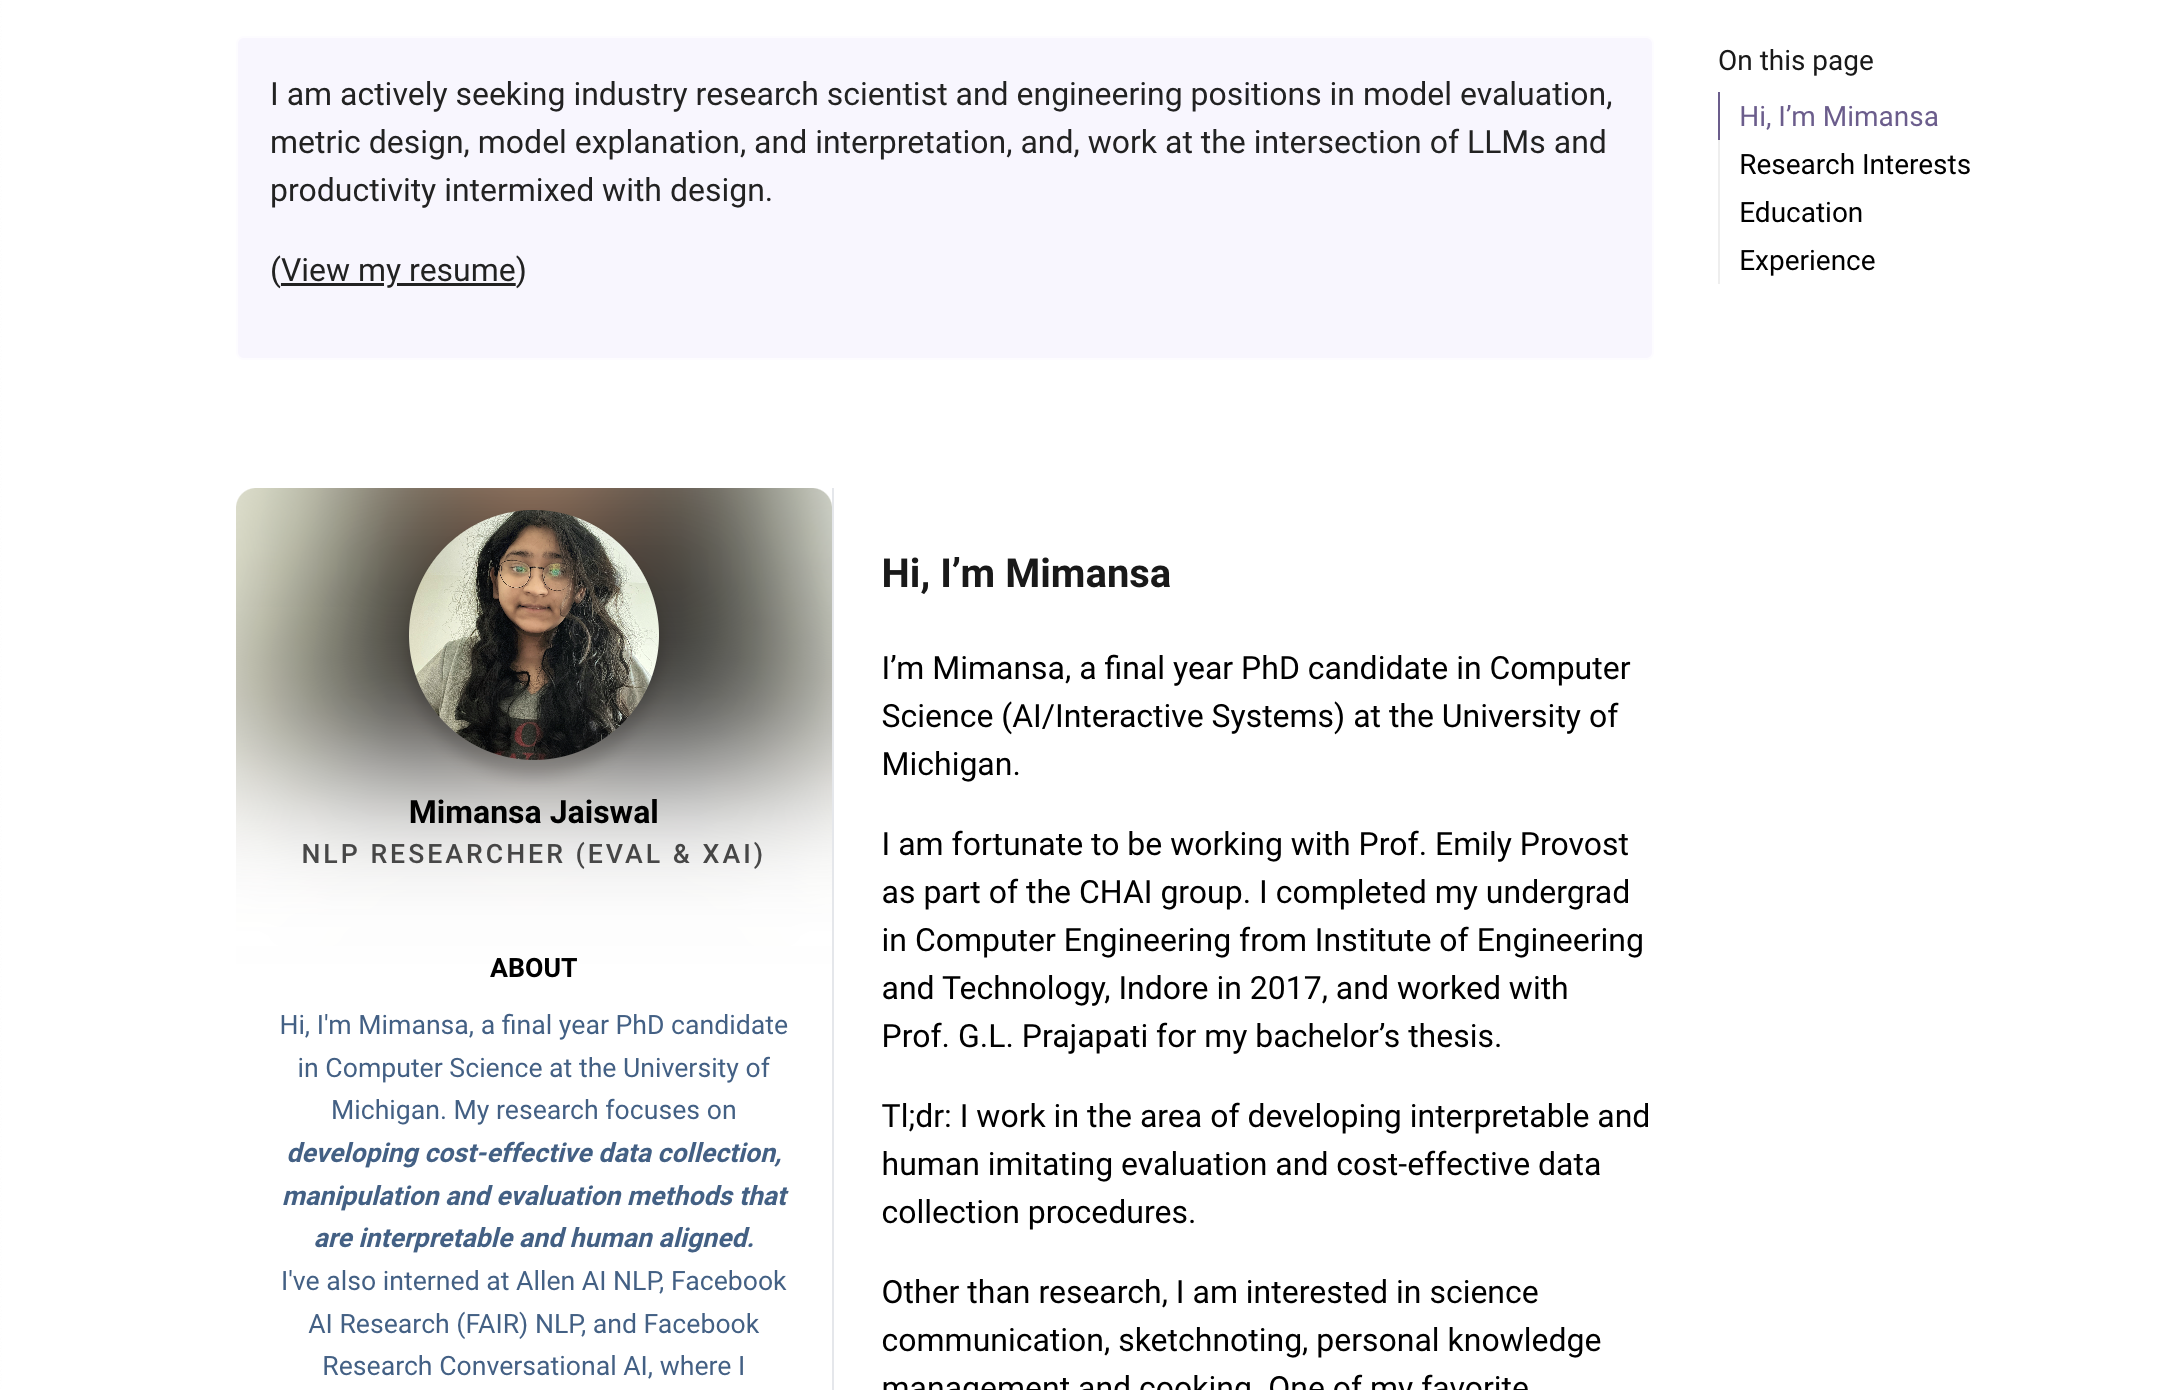 I am actively seeking industry research scientist and engineering positions in model evaluation,
metric design, model explanation, and interpretation, and, work at the intersection of LLMs and
productivity intermixed with design.
(View my resume)
On this page
Hi, I’m Mimansa
Research Interests
Education
Experience
Mimansa Jaiswal
NLP RESEARCHER (EVAL & XAI)
ABOUT
Hi, I'm Mimansa, a final year PhD candidate
in Computer Science at the University of
Michigan. My research focuses on
developing cost-effective data collection,
manipulation and evaluation methods that
are interpretable and human aligned.
I've also interned at Allen AI NLP, Facebook
AI Research (FAIR) NLP, and Facebook
Research Conversational AI, where I
Hi, I’m Mimansa
I’m Mimansa, a final year PhD candidate in Computer
Science (AI/Interactive Systems) at the University of
Michigan.
I am fortunate to be working with Prof. Emily Provost
as part of the CHAI group. I completed my undergrad
in Computer Engineering from Institute of Engineering
and Technology, Indore in 2017, and worked with
Prof. G.L. Prajapati for my bachelor’s thesis.
Tl;dr: I work in the area of developing interpretable and
human imitating evaluation and cost-effective data
collection procedures.
Other than research, I am interested in science
communication, sketchnoting, personal knowledge
management and cooking. One of my favorite